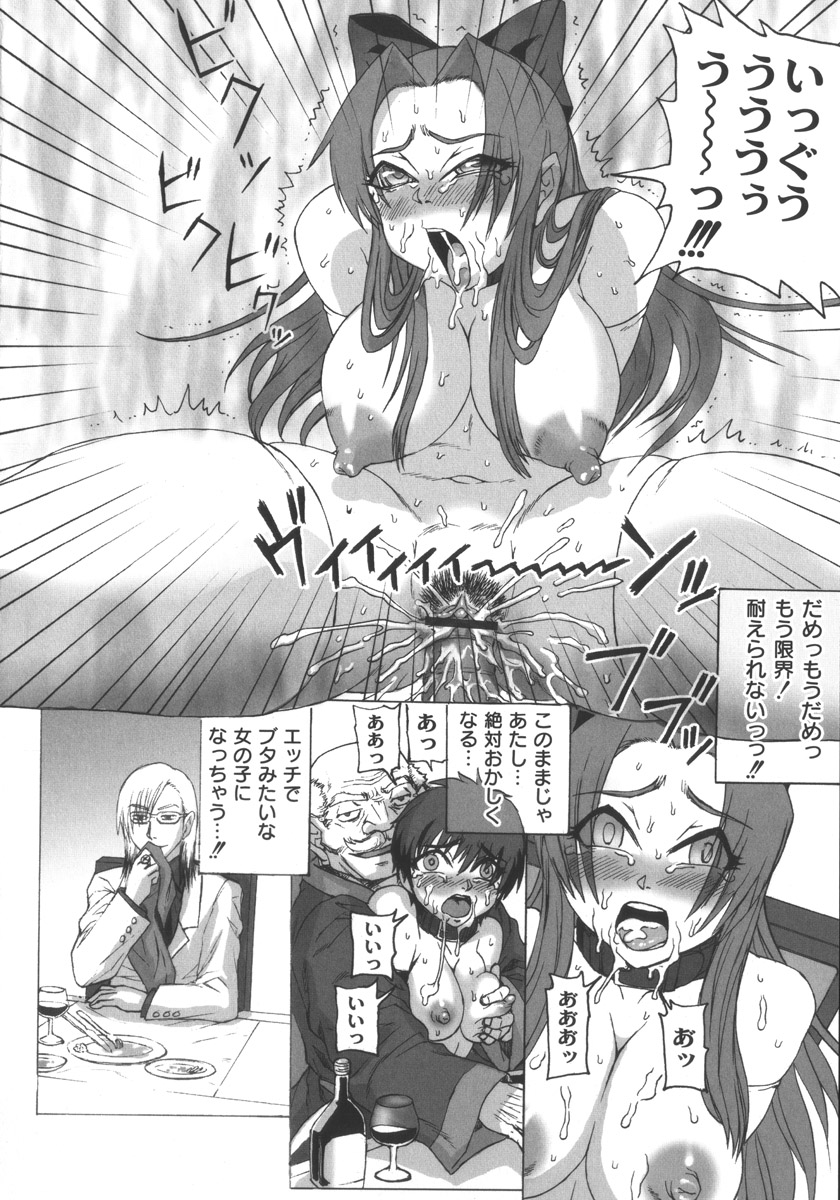 いっぐう
うううぅ
う〜〜〜っ
!!!
ビクッ
ビクッ
ビクッ
ヴィイイイイ〜〜ンッ
ブブッ
だめっもうだめっ
もう限界！
耐えられないっっ!!
このままじゃ
あたし…
絶対おかしく
なる…
お゛っ
お゛お゛お゛ッ
あっ
ああっ
いいっ
いいっ
エッチで
ブタみたいな
女の子に
なっちゃう…!!